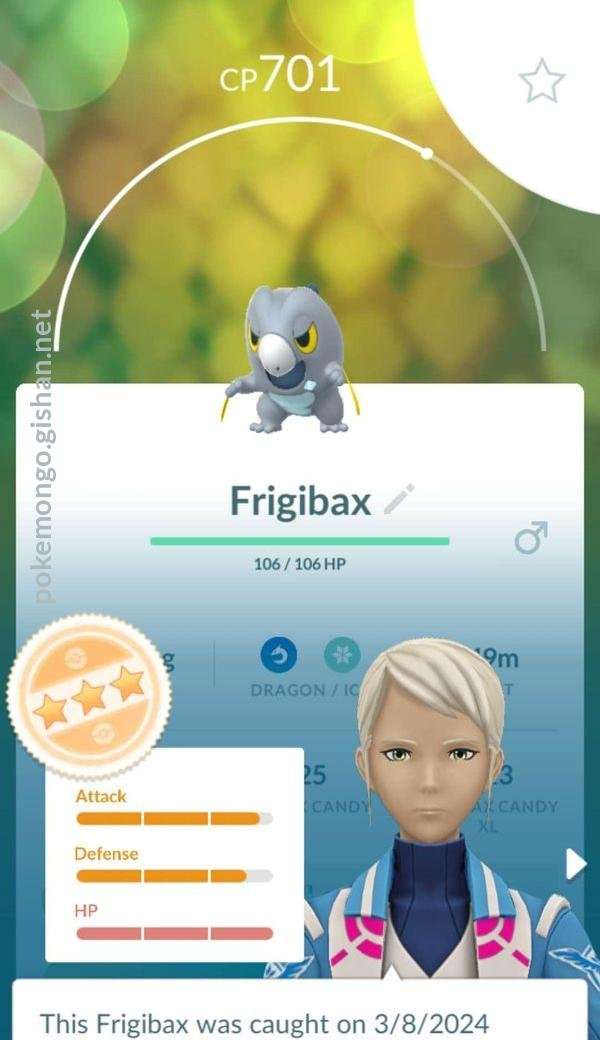 CP701
pokemongo.gishan.net
Frigibax
106 / 106 HP
DRAGON / IC
Attack
Defense
HP
CANDY
CANDY
XL
This Frigibax was caught on 3/8/2024